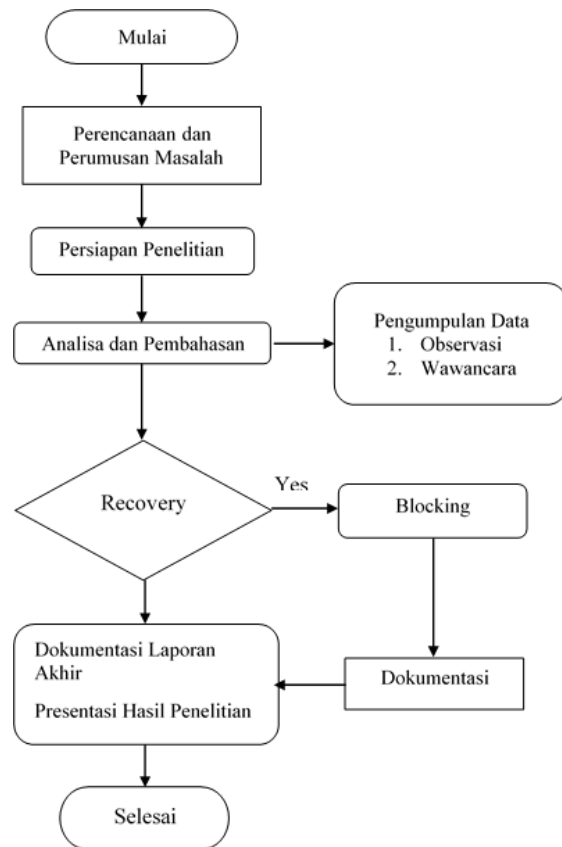 Mulai
Perencanaan dan
Perumusan Masalah
Persiapan Penelitian
Analisa dan Pembahasan
Pengumpulan Data
1. Observasi
2. Wawancara
Recovery
Yes
Blocking
Dokumentasi Laporan
Akhir
Presentasi Hasil Penelitian
Dokumentasi
Selesai